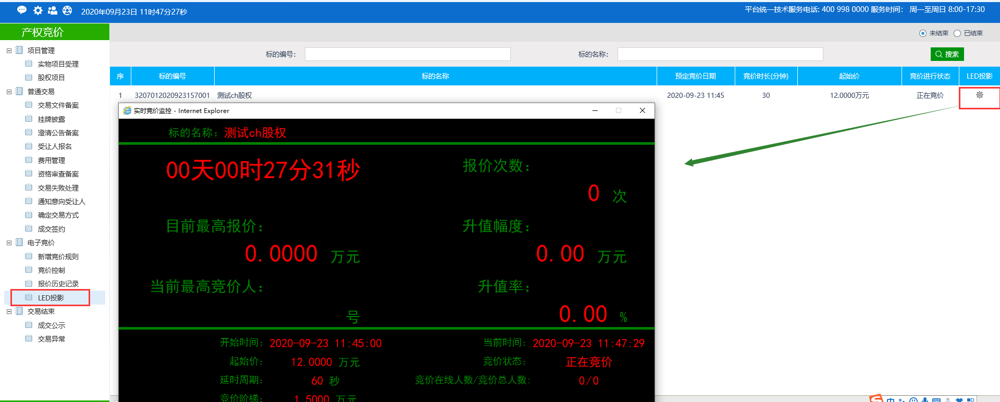 2020年09月23日 11时47分27秒
平台统一技术服务电话: 400 998 0000 服务时间： 周一至周日 8:00-17:30
产权竞价
未结束 已结束
项目管理
实物项目受理
股权项目
普通交易
交易文件备案
挂牌披露
澄清公告备案
受让人报名
费用管理
资格审查备案
交易失败处理
通知意向受让人
确定交易方式
成交签约
电子竞价
新增竞价规则
竞价控制
报价历史记录
LED投影
交易结束
成交公示
交易异常
标的编号： 标的名称： 搜索
序 标的编号 标的名称 预定竞价日期 竞价时长(分钟) 起始价 竞价进行状态 LED投影
1 3207012020923157001 测试ch股权 2020-09-23 11:45 30 12.0000万元 正在竞价
实时竞价监控 - Internet Explorer
标的名称：测试ch股权
00天00时27分31秒 报价次数：
0 次
目前最高报价： 升值幅度：
0.0000 万元 0.00 万元
当前最高竞价人： 升值率：
号 0.00 %
开始时间：2020-09-23 11:45:00 当前时间：2020-09-23 11:47:29
起始价： 12.0000 万元 竞价状态： 正在竞价
延时周期： 60 秒 竞价在线人数/竞价总人数： 0/0
竞价阶梯： 1.5000 万元
中